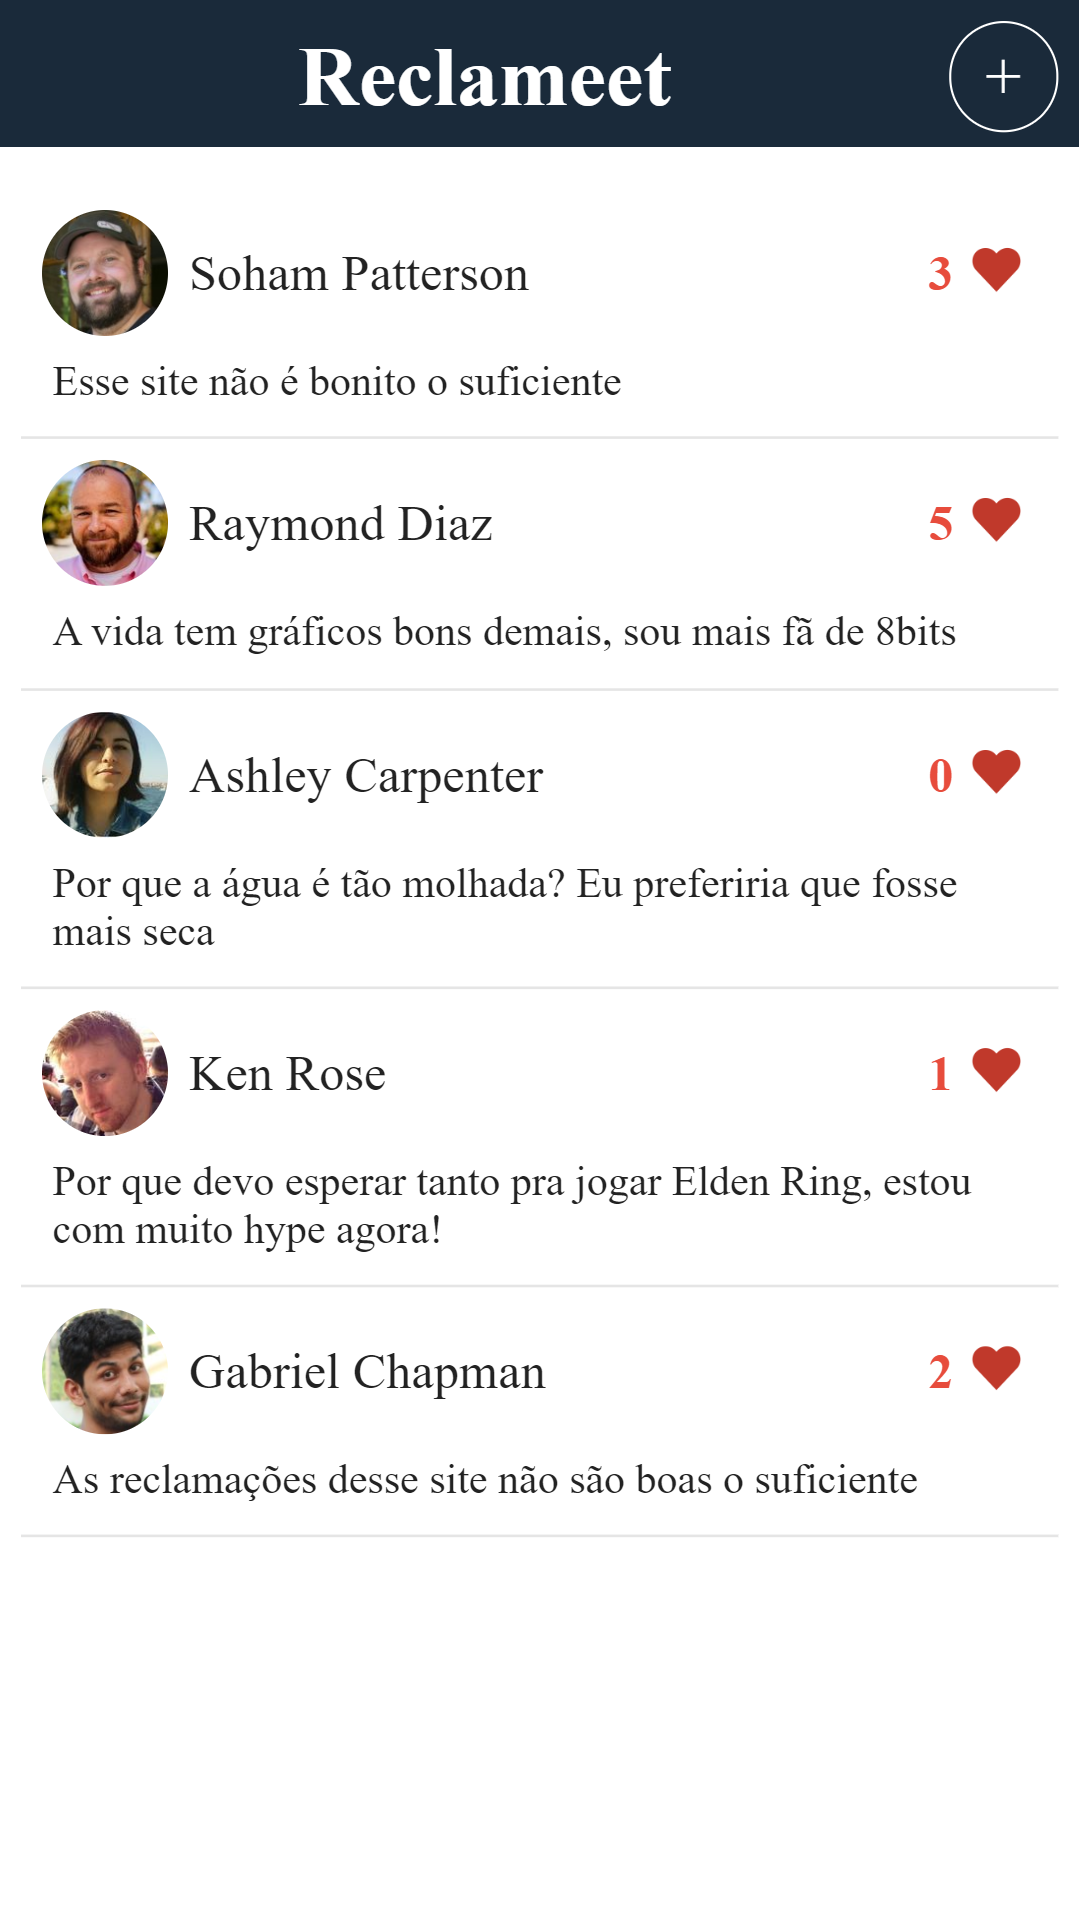 Reclameet
Soham Patterson
3
Esse site não é bonito o suficiente
Raymond Diaz
5
A vida tem gráficos bons demais, sou mais fã de 8bits
Ashley Carpenter
0
Por que a água é tão molhada? Eu preferiria que fosse
mais seca
Ken Rose
1
Por que devo esperar tanto pra jogar Elden Ring, estou
com muito hype agora!
Gabriel Chapman
2
As reclamações desse site não são boas o suficiente